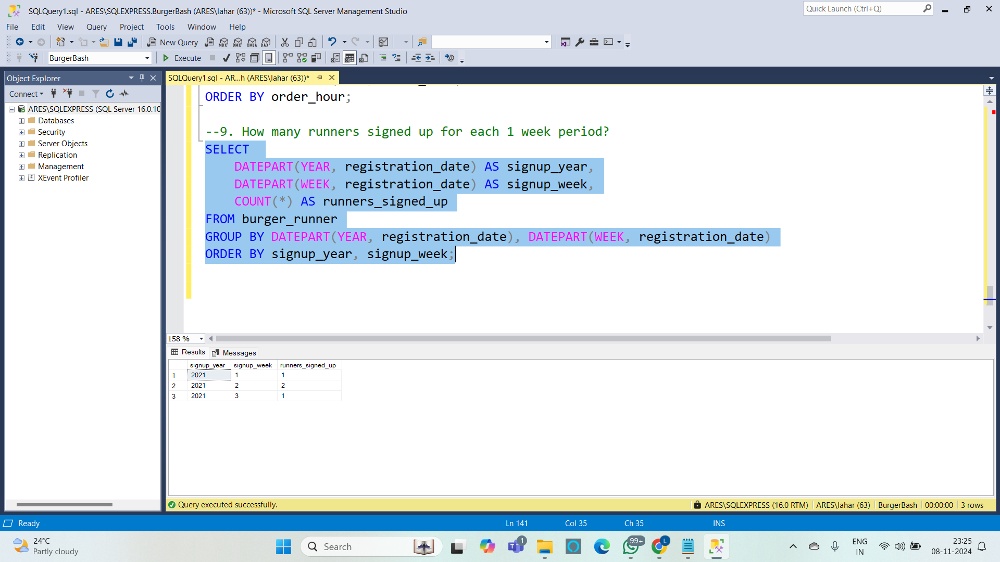 SQLQuery1.sql - ARES\SQLEXPRESS.BurgerBash (ARES\lahar (63))* - Microsoft SQL Server Management Studio
Quick Launch (Ctrl+Q)
File Edit View Query Project Tools Window Help
New Query MDX DMX XMLA DAX
BurgerBash Execute
Object Explorer
SQLQuery1.sql - AR...h (ARES\lahar (63))*
Connect
ARES\SQLEXPRESS (SQL Server 16.0.10
Databases
Security
Server Objects
Replication
Management
XEvent Profiler
ORDER BY order_hour;
--9. How many runners signed up for each 1 week period?
SELECT
DATEPART(YEAR, registration_date) AS signup_year,
DATEPART(WEEK, registration_date) AS signup_week,
COUNT(*) AS runners_signed_up
FROM burger_runner
GROUP BY DATEPART(YEAR, registration_date), DATEPART(WEEK, registration_date)
ORDER BY signup_year, signup_week;
158 %
Results Messages
signup_year signup_week runners_signed_up
1 2021 1 1
2 2021 2 2
3 2021 3 1
Query executed successfully. ARES\SQLEXPRESS (16.0 RTM) ARES\lahar (63) BurgerBash 00:00:00 3 rows
Ready Ln 141 Col 35 Ch 35 INS
24°C
Partly cloudy
Search
1
99+
L
ENG
IN
23:25
08-11-2024